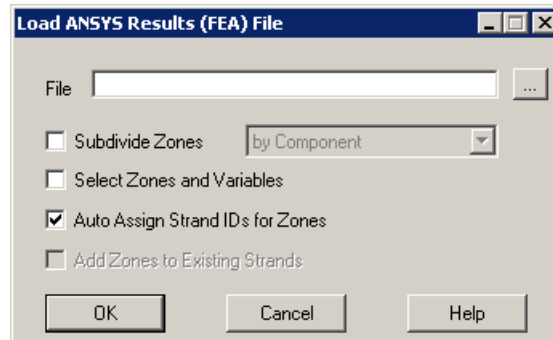 Load ANSYS Results (FEA) File
File ...
Subdivide Zones by Component
Select Zones and Variables
Auto Assign Strand IDs for Zones
Add Zones to Existing Strands
OK Cancel Help